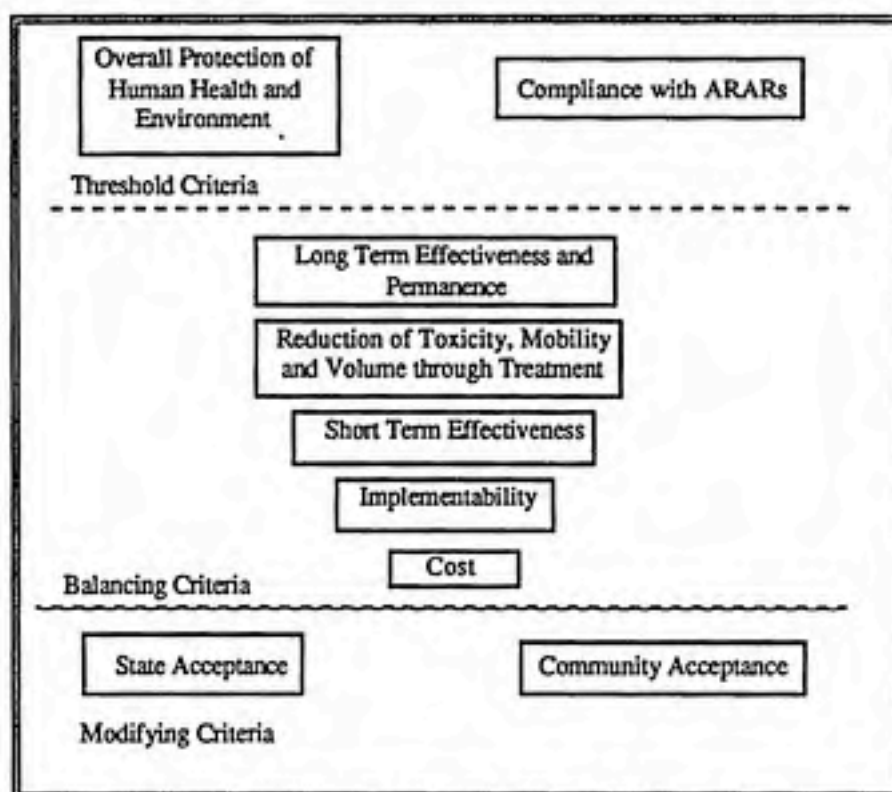 Overall Protection of
Human Health and
Environment
Compliance with ARARs
Threshold Criteria
Long Term Effectiveness and
Permanence
Reduction of Toxicity, Mobility
and Volume through Treatment
Short Term Effectiveness
Implementability
Cost
Balancing Criteria
State Acceptance
Community Acceptance
Modifying Criteria